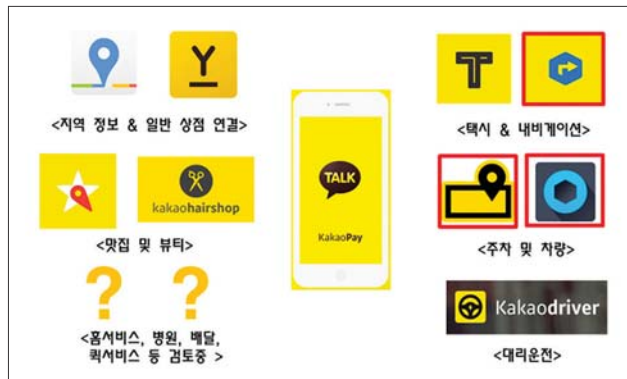 Y
T
<지역 정보 & 일반 상점 연결>
<택시 & 내비게이션>
TALK
KakaoPay
kakaohairshop
<맛집 및 뷰티>
<주차 및 차량>
? ?
<홈서비스, 병원, 배달,
퀵서비스 등 검토중 >
Kakaodriver
<대리운전>